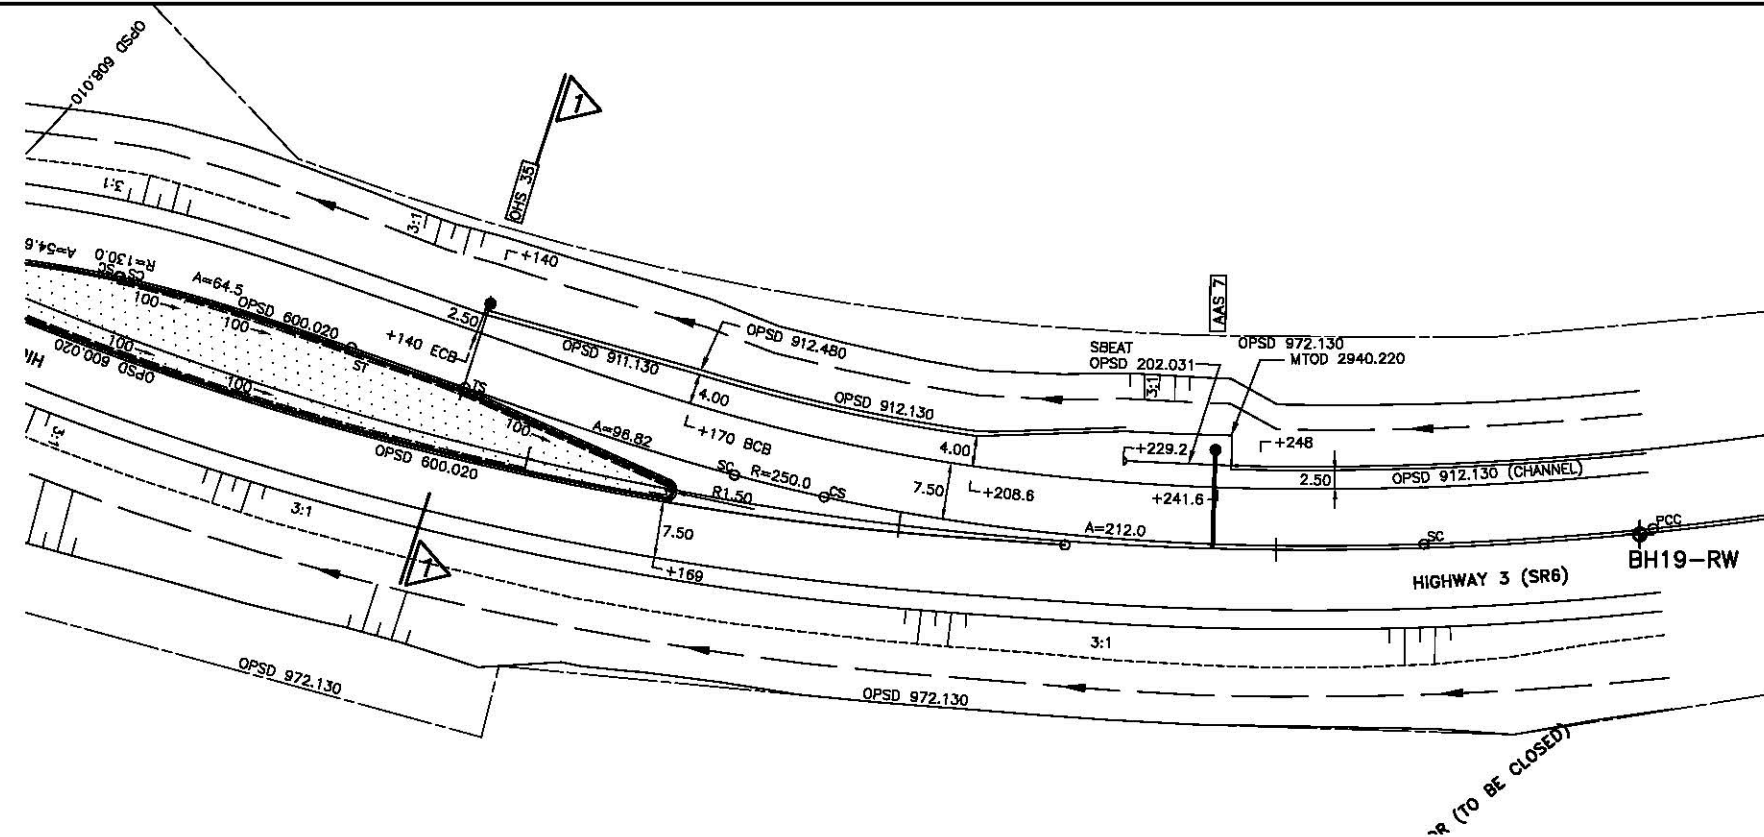 OPSD 608.010
1
OHS 35
3:1
3:1
+140
A=54.6
R=130.0
SC
CS
A=64.5
100
OPSD 600.020
100
2.50
+140 ECB
OPSD 911.130
OPSD 912.480
AAS 7
SBEAT
OPSD 202.031
OPSD 972.130
MTOD 2940.220
3:1
100
ST
TS
OPSD 600.020
100
4.00
OPSD 912.130
+170 BCB
100
A=98.82
OPSD 600.020
SC
R=250.0
CS
R1.50
4.00
7.50
+229.2
+248
+208.6
+241.6
2.50
OPSD 912.130 (CHANNEL)
3:1
3:1
7.50
+169
1
A=212.0
SC
PCC
BH19-RW
HIGHWAY 3 (SR6)
3:1
OPSD 972.130
OPSD 972.130
DR (TO BE CLOSED)